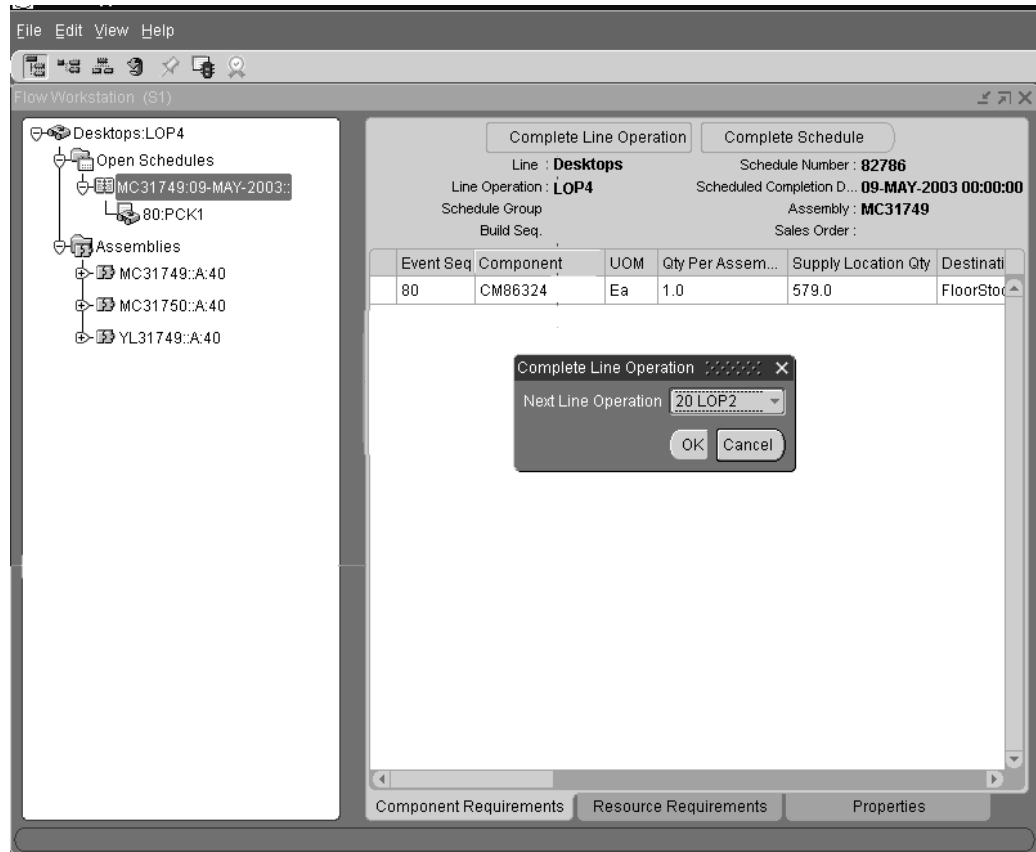 File Edit View Help
Flow Workstation (S1)
Desktops:LOP4
Open Schedules
MC31749:09-MAY-2003::
80:PCK1
Assemblies
MC31749::A:40
MC31750::A:40
YL31749::A:40
Complete Line Operation Complete Schedule
Line : Desktops Schedule Number : 82786
Line Operation : LOP4 Scheduled Completion D... 09-MAY-2003 00:00:00
Schedule Group Assembly : MC31749
Build Seq. Sales Order :
Event Seq Component UOM Qty Per Assem... Supply Location Qty Destinati
80 CM86324 Ea 1.0 579.0 FloorStoc
Complete Line Operation
Next Line Operation 20 LOP2
OK Cancel
Component Requirements Resource Requirements Properties